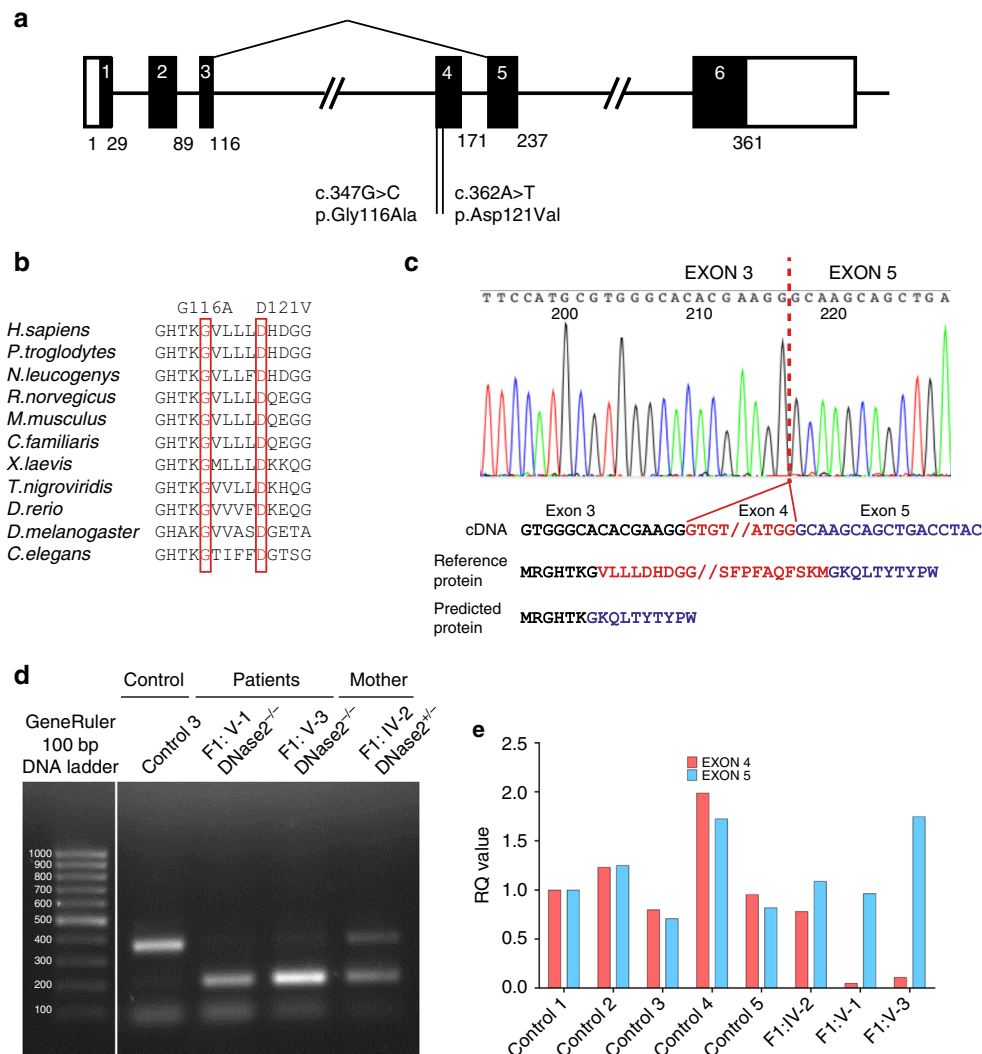 a
1 2 3 4 5 6
1 29 89 116 171 237 361
c.347G>C c.362A>T
p.Gly116Ala p.Asp121Val
b
G116A D121V
H.sapiens GHTKGVLLLDHDGG
P.troglodytes GHTKGVLLLDHDGG
N.leucogenys GHTKGVLLFDHDGG
R.norvegicus GHTKGVLLLDQEGG
M.musculus GHTKGVLLLDQEGG
C.familiaris GHTKGVLLLDQEGG
X.laevis GHTKGMLLLDKKQG
T.nigroviridis GHTKGVVLLDKHQG
D.rerio GHTKGVVVFDKEQG
D.melanogaster GHAKGVVASDGETA
C.elegans GHTKGTIFFDGTSG
c
EXON 3 EXON 5
TTCCATGCGTGGGCACACGAAGGGCAAGCAGCTGA
200 210 220
Exon 3 Exon 4 Exon 5
cDNA GTGGGCACACGAAGGGTGT//ATGGGCAAGCAGCTGACCTAC
Reference protein MRGHTKGVLLLDHDGG//SFPFAQFSKMGKQLTYTYPW
Predicted protein MRGHTKGKQLTYTYPW
d
Control Patients Mother
GeneRuler
100 bp
DNA ladder
Control 3
F1: V-1
DNase2−/−
F1: V-3
DNase2−/−
F1: IV-2
DNase2+/−
1000
900
800
700
600
500
400
300
200
100
e
RQ value
2.5
2.0
1.5
1.0
0.5
0.0
EXON 4
EXON 5
Control 1
Control 2
Control 3
Control 4
Control 5
F1:IV-2
F1:V-1
F1:V-3